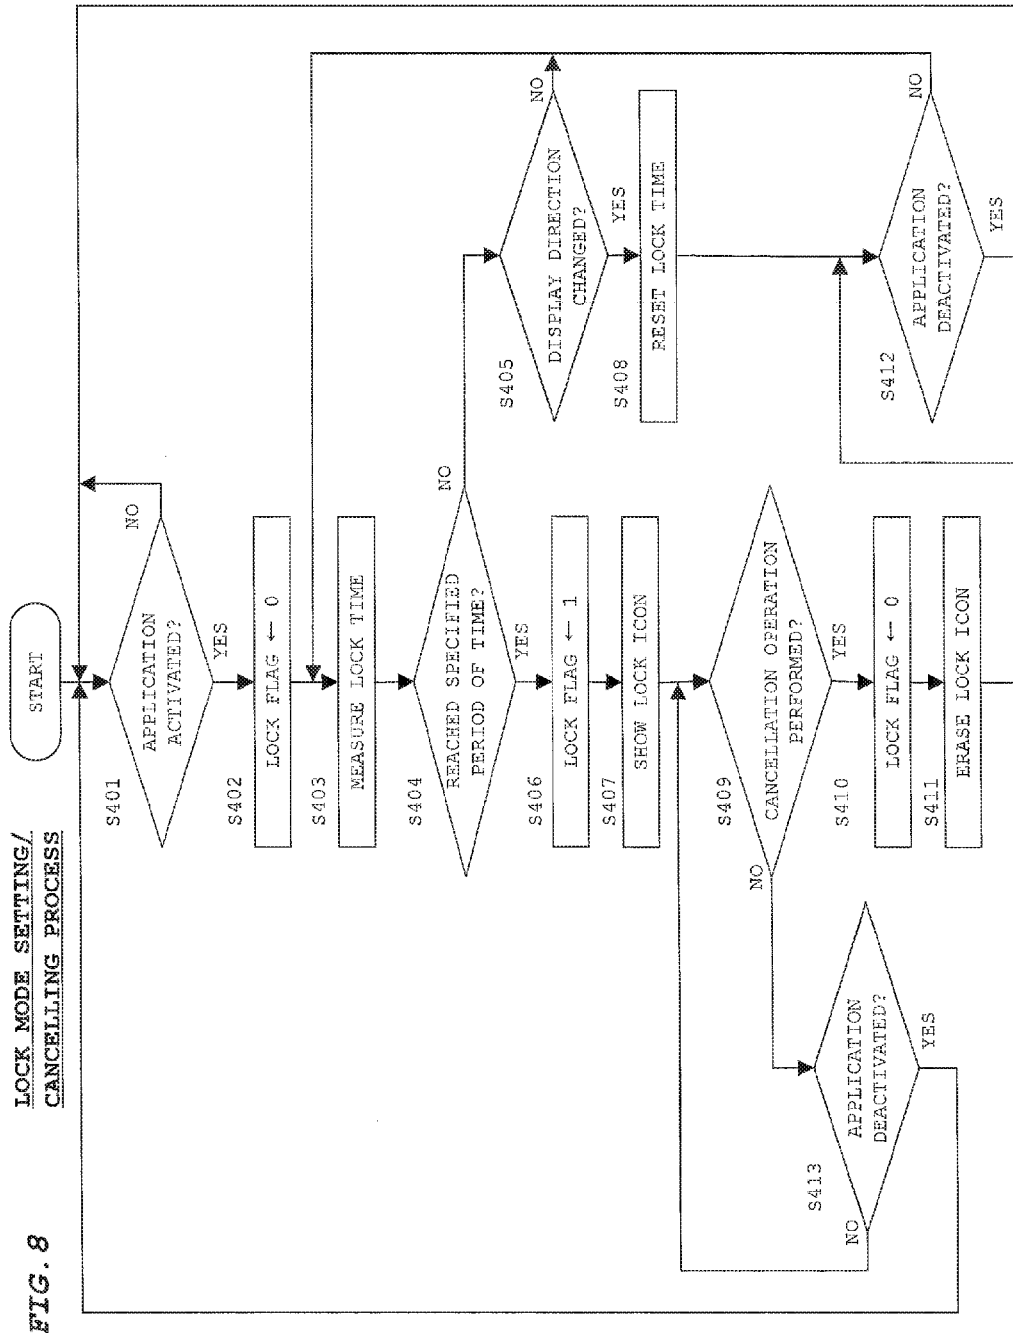 FIG. 8
LOCK MODE SETTING/
CANCELLING PROCESS
START
S401
APPLICATION
ACTIVATED?
NO
YES
S402
LOCK FLAG ← 0
S403
MEASURE LOCK TIME
S404
REACHED SPECIFIED
PERIOD OF TIME?
NO
YES
S405
DISPLAY DIRECTION
CHANGED?
NO
YES
S406
LOCK FLAG ← 1
S407
SHOW LOCK ICON
S408
RESET LOCK TIME
S409
CANCELLATION OPERATION
PERFORMED?
NO
YES
S410
LOCK FLAG ← 0
S411
ERASE LOCK ICON
S412
APPLICATION
DEACTIVATED?
NO
YES
S413
APPLICATION
DEACTIVATED?
NO
YES